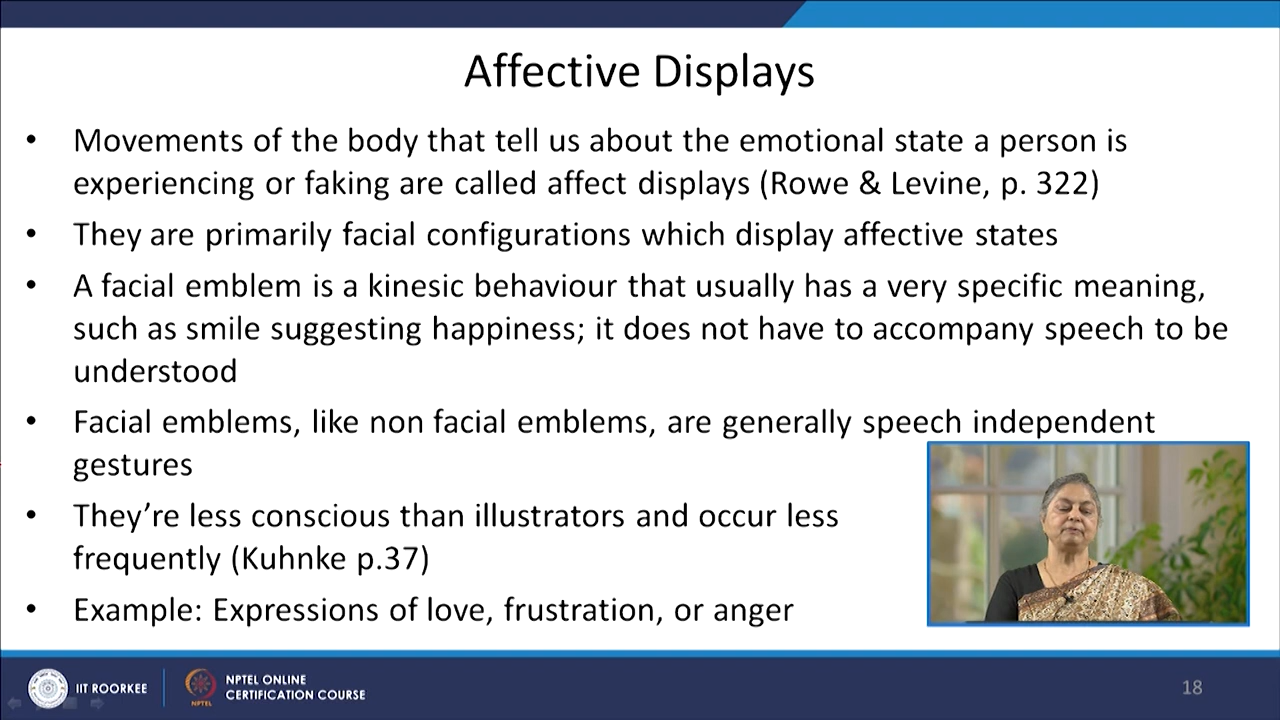 Affective Displays
• Movements of the body that tell us about the emotional state a person is
experiencing or faking are called affect displays (Rowe & Levine, p. 322)
• They are primarily facial configurations which display affective states
• A facial emblem is a kinesic behaviour that usually has a very specific meaning,
such as smile suggesting happiness; it does not have to accompany speech to be
understood
• Facial emblems, like non facial emblems, are generally speech independent
gestures
• They’re less conscious than illustrators and occur less
frequently (Kuhnke p.37)
• Example: Expressions of love, frustration, or anger
IIT ROORKEE
NPTEL
NPTEL ONLINE
CERTIFICATION COURSE
18